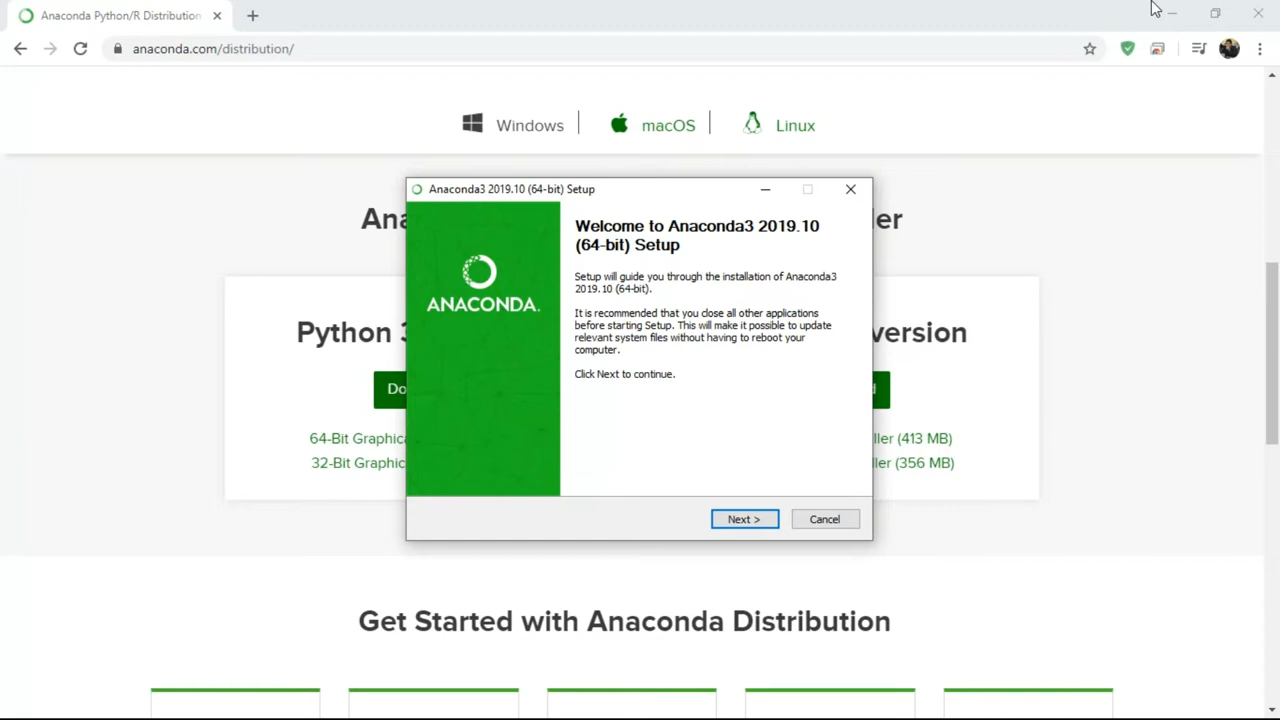 Anaconda Python/R Distribution
anaconda.com/distribution/
Windows
macOS
Linux
Ana
ler
Anaconda3 2019.10 (64-bit) Setup
ANACONDA.
Welcome to Anaconda3 2019.10
(64-bit) Setup
Setup will guide you through the installation of Anaconda3
2019.10 (64-bit).
It is recommended that you close all other applications
before starting Setup. This will make it possible to update
relevant system files without having to reboot your
computer.
Click Next to continue.
Next >
Cancel
Python 3
version
Do
d
64-Bit Graphica
ller (413 MB)
32-Bit Graphic
ller (356 MB)
Get Started with Anaconda Distribution